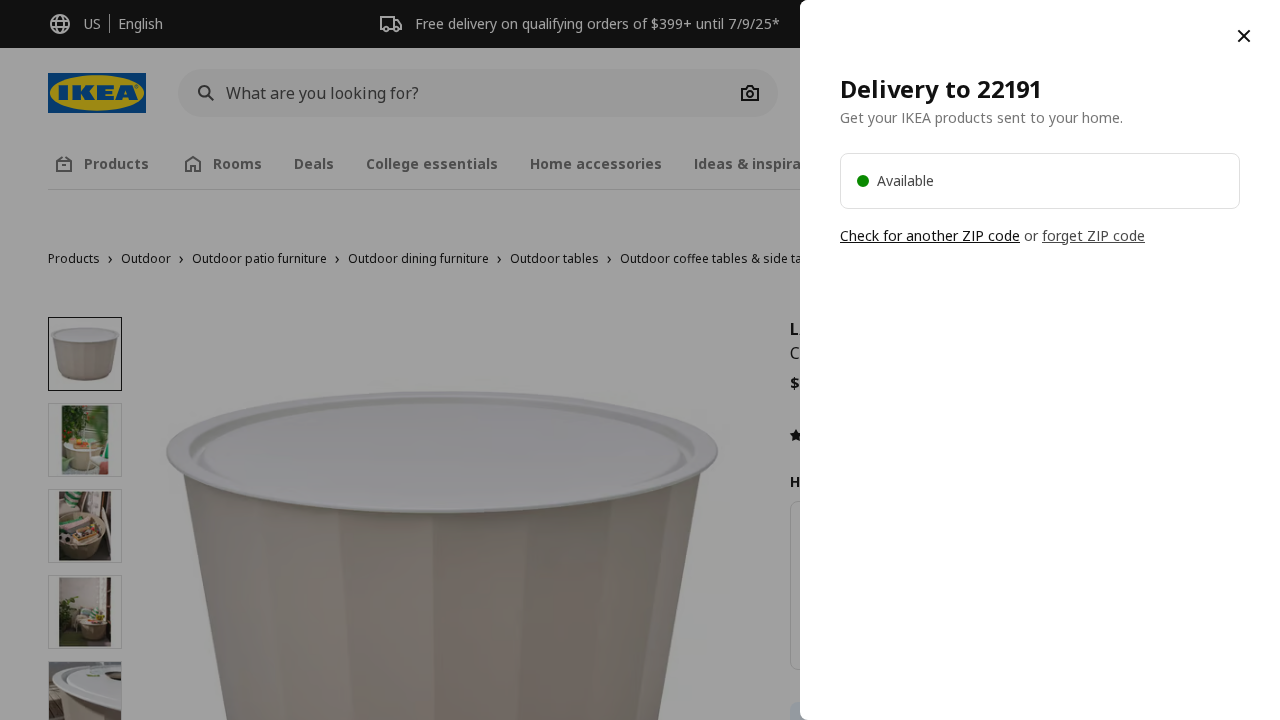 US English
Free delivery on qualifying orders of $399+ until 7/9/25*
IKEA
What are you looking for?
Products
Rooms
Deals
College essentials
Home accessories
Ideas & inspira
Products › Outdoor › Outdoor patio furniture › Outdoor dining furniture › Outdoor tables › Outdoor coffee tables & side ta
C
$
H
Delivery to 22191
Get your IKEA products sent to your home.
Available
Check for another ZIP code or forget ZIP code